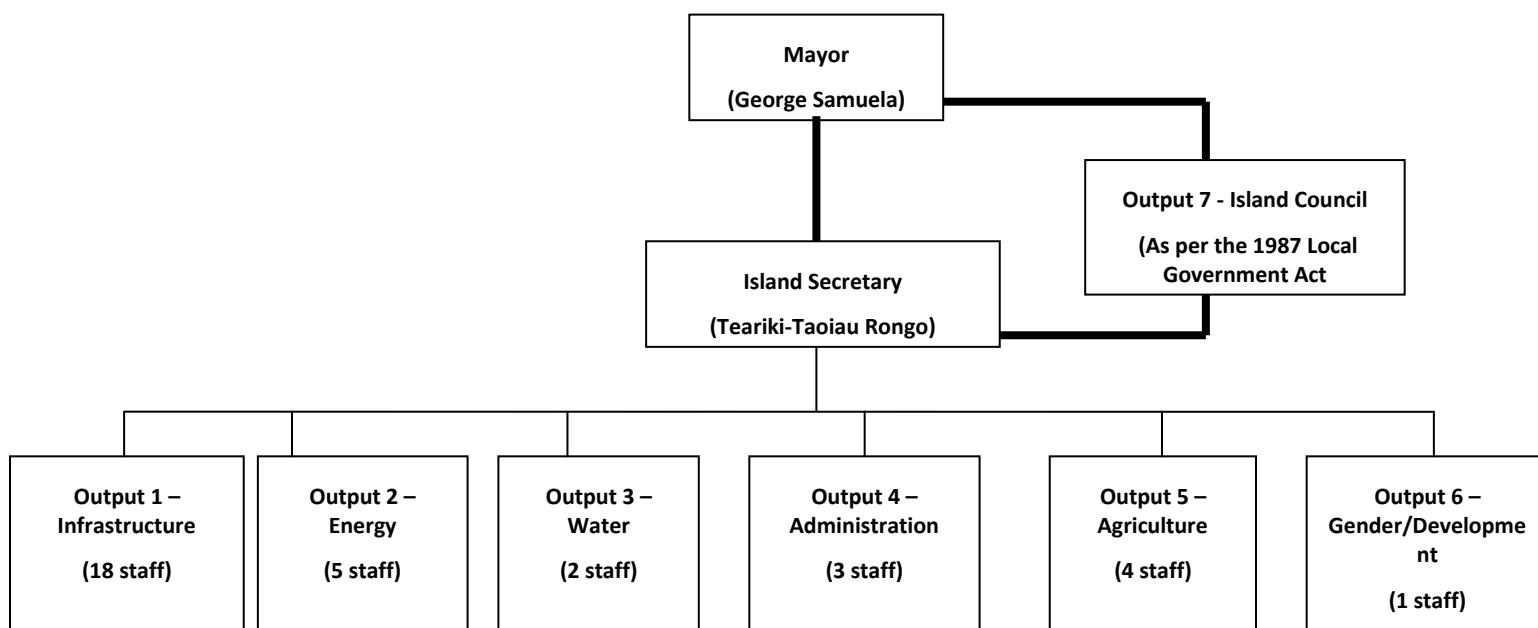 Mayor
(George Samuela)
Output 7 - Island Council
(As per the 1987 Local
Government Act
Island Secretary
(Teariki-Taoiau Rongo)
Output 1 –
Infrastructure
(18 staff)
Output 2 –
Energy
(5 staff)
Output 3 –
Water
(2 staff)
Output 4 –
Administration
(3 staff)
Output 5 –
Agriculture
(4 staff)
Output 6 –
Gender/Developme
nt
(1 staff)